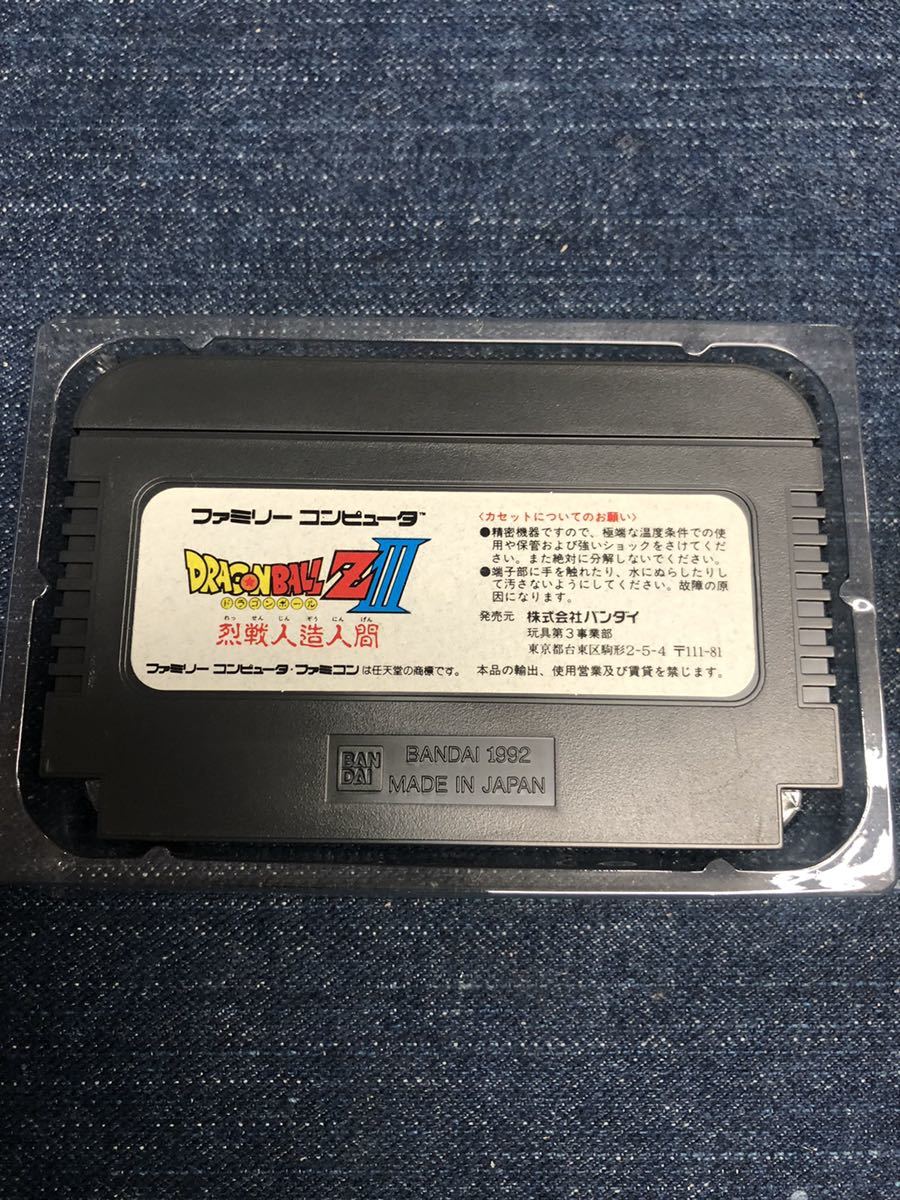 ファミリー コンピュータ™
DRAGON BALL Z III
ドラゴンボール
れっ せん じん ぞう にん げん
烈戦人造人間
ファミリー コンピュータ・ファミコンは任天堂の商標です。
〈カセットについてのお願い〉
●精密機器ですので、極端な温度条件での使
用や保管および強いショックをさけてくだ
さい。また絶対に分解しないでください。
●端子部に手を触れたり、水にぬらしたりし
て汚さないようにしてください。故障の原
因になります。
発売元 株式会社バンダイ
玩具第3事業部
東京都台東区駒形2-5-4 〒111-81
本品の輸出、使用営業及び賃貸を禁じます。
BAN
DAI
BANDAI 1992
MADE IN JAPAN